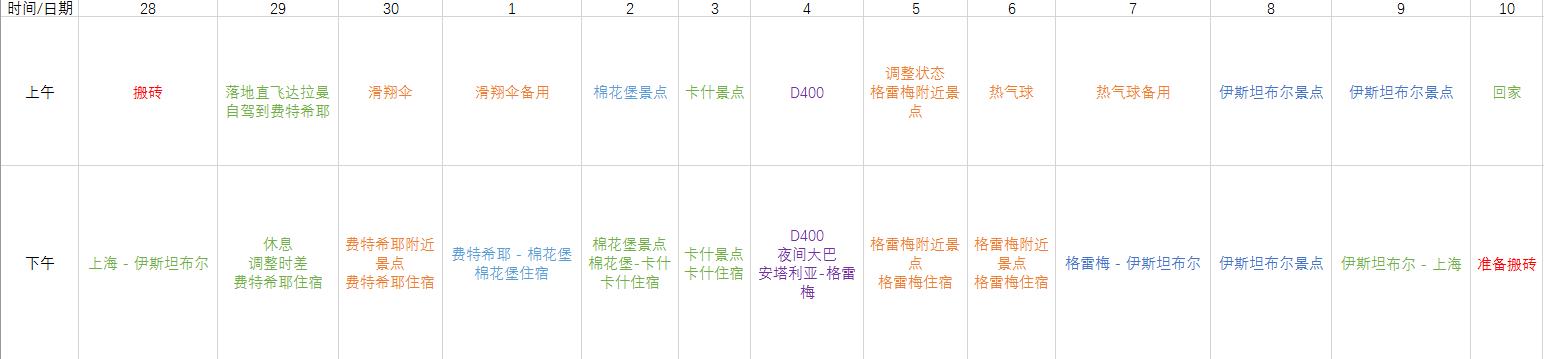 时间/日期 28 29 30 1 2 3 4 5 6 7 8 9 10
上午
搬砖
落地直飞达拉曼
自驾到费特希耶
滑翔伞
滑翔伞备用
棉花堡景点
卡什景点
D400
调整状态
格雷梅附近景
点
热气球
热气球备用
伊斯坦布尔景点
伊斯坦布尔景点
回家
下午
上海 - 伊斯坦布尔
休息
调整时差
费特希耶住宿
费特希耶附近
景点
费特希耶住宿
费特希耶 - 棉花堡
棉花堡住宿
棉花堡景点
棉花堡-卡什
卡什住宿
卡什景点
卡什住宿
D400
夜间大巴
安塔利亚-格雷
梅
格雷梅附近景
点
格雷梅住宿
格雷梅附近
景点
格雷梅住宿
格雷梅 - 伊斯坦布尔
伊斯坦布尔景点
伊斯坦布尔 - 上海
准备搬砖